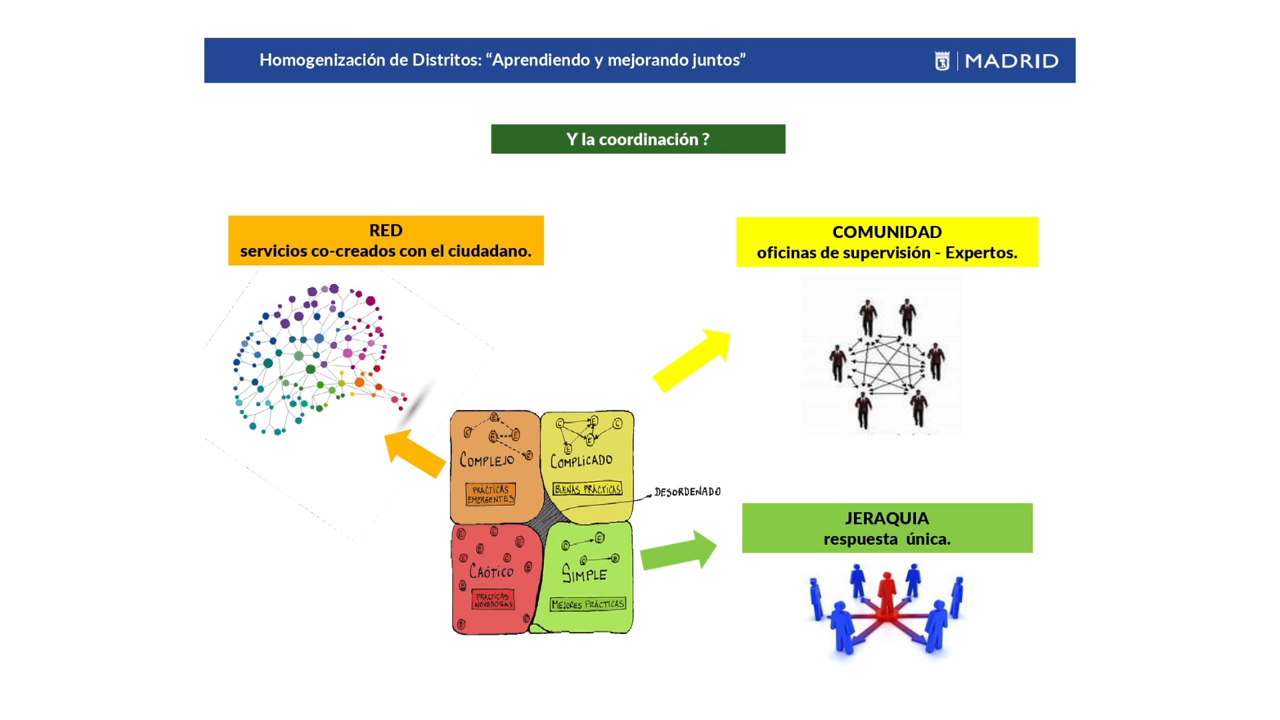 Homogenización de Distritos: “Aprendiendo y mejorando juntos”
MADRID
Y la coordinación ?
RED
servicios co-creados con el ciudadano.
COMUNIDAD
oficinas de supervisión - Expertos.
COMPLEJO
PRÁCTICAS
EMERGENTES
COMPLICADO
BUENAS PRÁCTICAS
DESORDENADO
CAÓTICO
PRÁCTICAS
NOVEDOSAS
SIMPLE
MEJORES PRÁCTICAS
JERAQUIA
respuesta única.